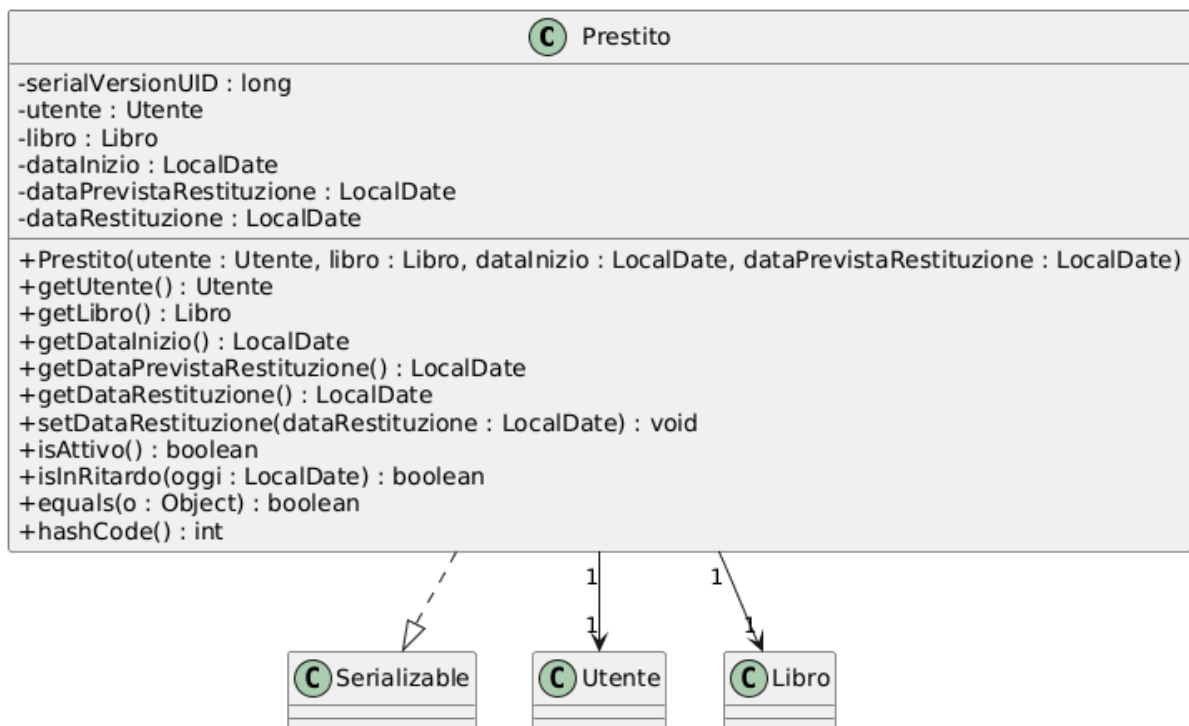 C Prestito
-serialVersionUID : long
-utente : Utente
-libro : Libro
-dataInizio : LocalDate
-dataPrevistaRestituzione : LocalDate
-dataRestituzione : LocalDate
+Prestito(utente : Utente, libro : Libro, dataInizio : LocalDate, dataPrevistaRestituzione : LocalDate)
+getUtente() : Utente
+getLibro() : Libro
+getDataInizio() : LocalDate
+getDataPrevistaRestituzione() : LocalDate
+getDataRestituzione() : LocalDate
+setDataRestituzione(dataRestituzione : LocalDate) : void
+isAttivo() : boolean
+isInRitardo(oggi : LocalDate) : boolean
+equals(o : Object) : boolean
+hashCode() : int
1 1
1 1
C Serializable C Utente C Libro